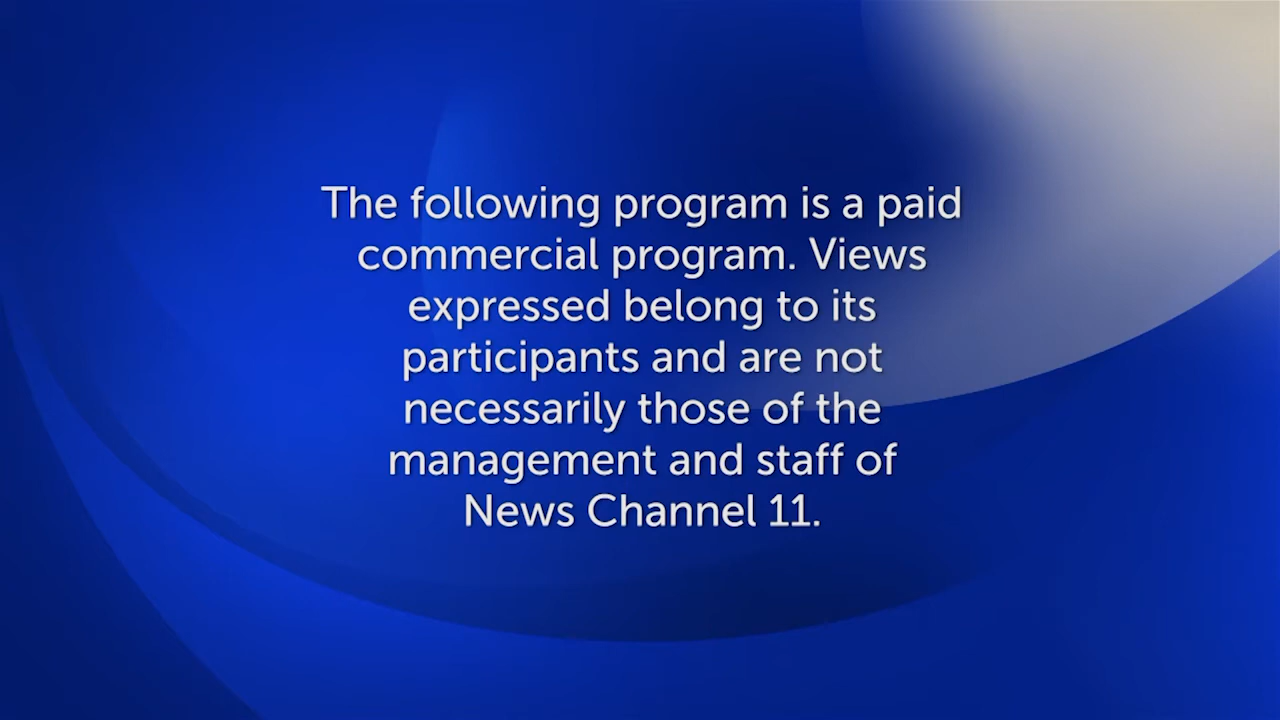 The following program is a paid
commercial program. Views
expressed belong to its
participants and are not
necessarily those of the
management and staff of
News Channel 11.